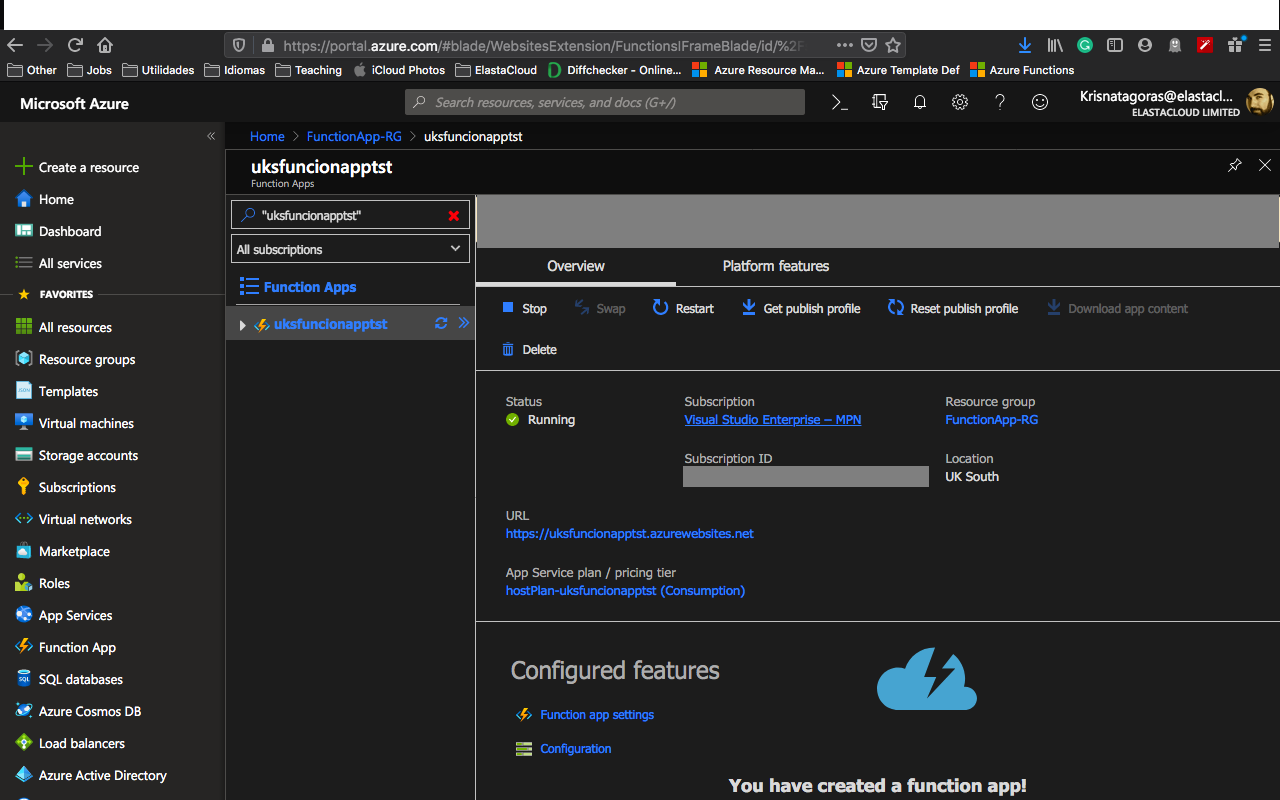 https://portal.azure.com/#blade/WebsitesExtension/FunctionsIFrameBlade/id/%2F
Other Jobs Utilidades Idiomas Teaching iCloud Photos ElastaCloud Diffchecker - Online... Azure Resource Ma... Azure Template Def Azure Functions
Microsoft Azure
Search resources, services, and docs (G+/)
Krisnatagoras@elastacl...
ELASTACLOUD LIMITED
Create a resource
Home
Dashboard
All services
FAVORITES
All resources
Resource groups
Templates
Virtual machines
Storage accounts
Subscriptions
Virtual networks
Marketplace
Roles
App Services
Function App
SQL databases
Azure Cosmos DB
Load balancers
Azure Active Directory
Home > FunctionApp-RG > uksfuncionapptst
uksfuncionapptst
Function Apps
"uksfuncionapptst"
All subscriptions
Function Apps
uksfuncionapptst
Overview Platform features
Stop Swap Restart Get publish profile Reset publish profile Download app content
Delete
Status
Running
Subscription
Visual Studio Enterprise – MPN
Resource group
FunctionApp-RG
Subscription ID
Location
UK South
URL
https://uksfuncionapptst.azurewebsites.net
App Service plan / pricing tier
hostPlan-uksfuncionapptst (Consumption)
Configured features
Function app settings
Configuration
You have created a function app!